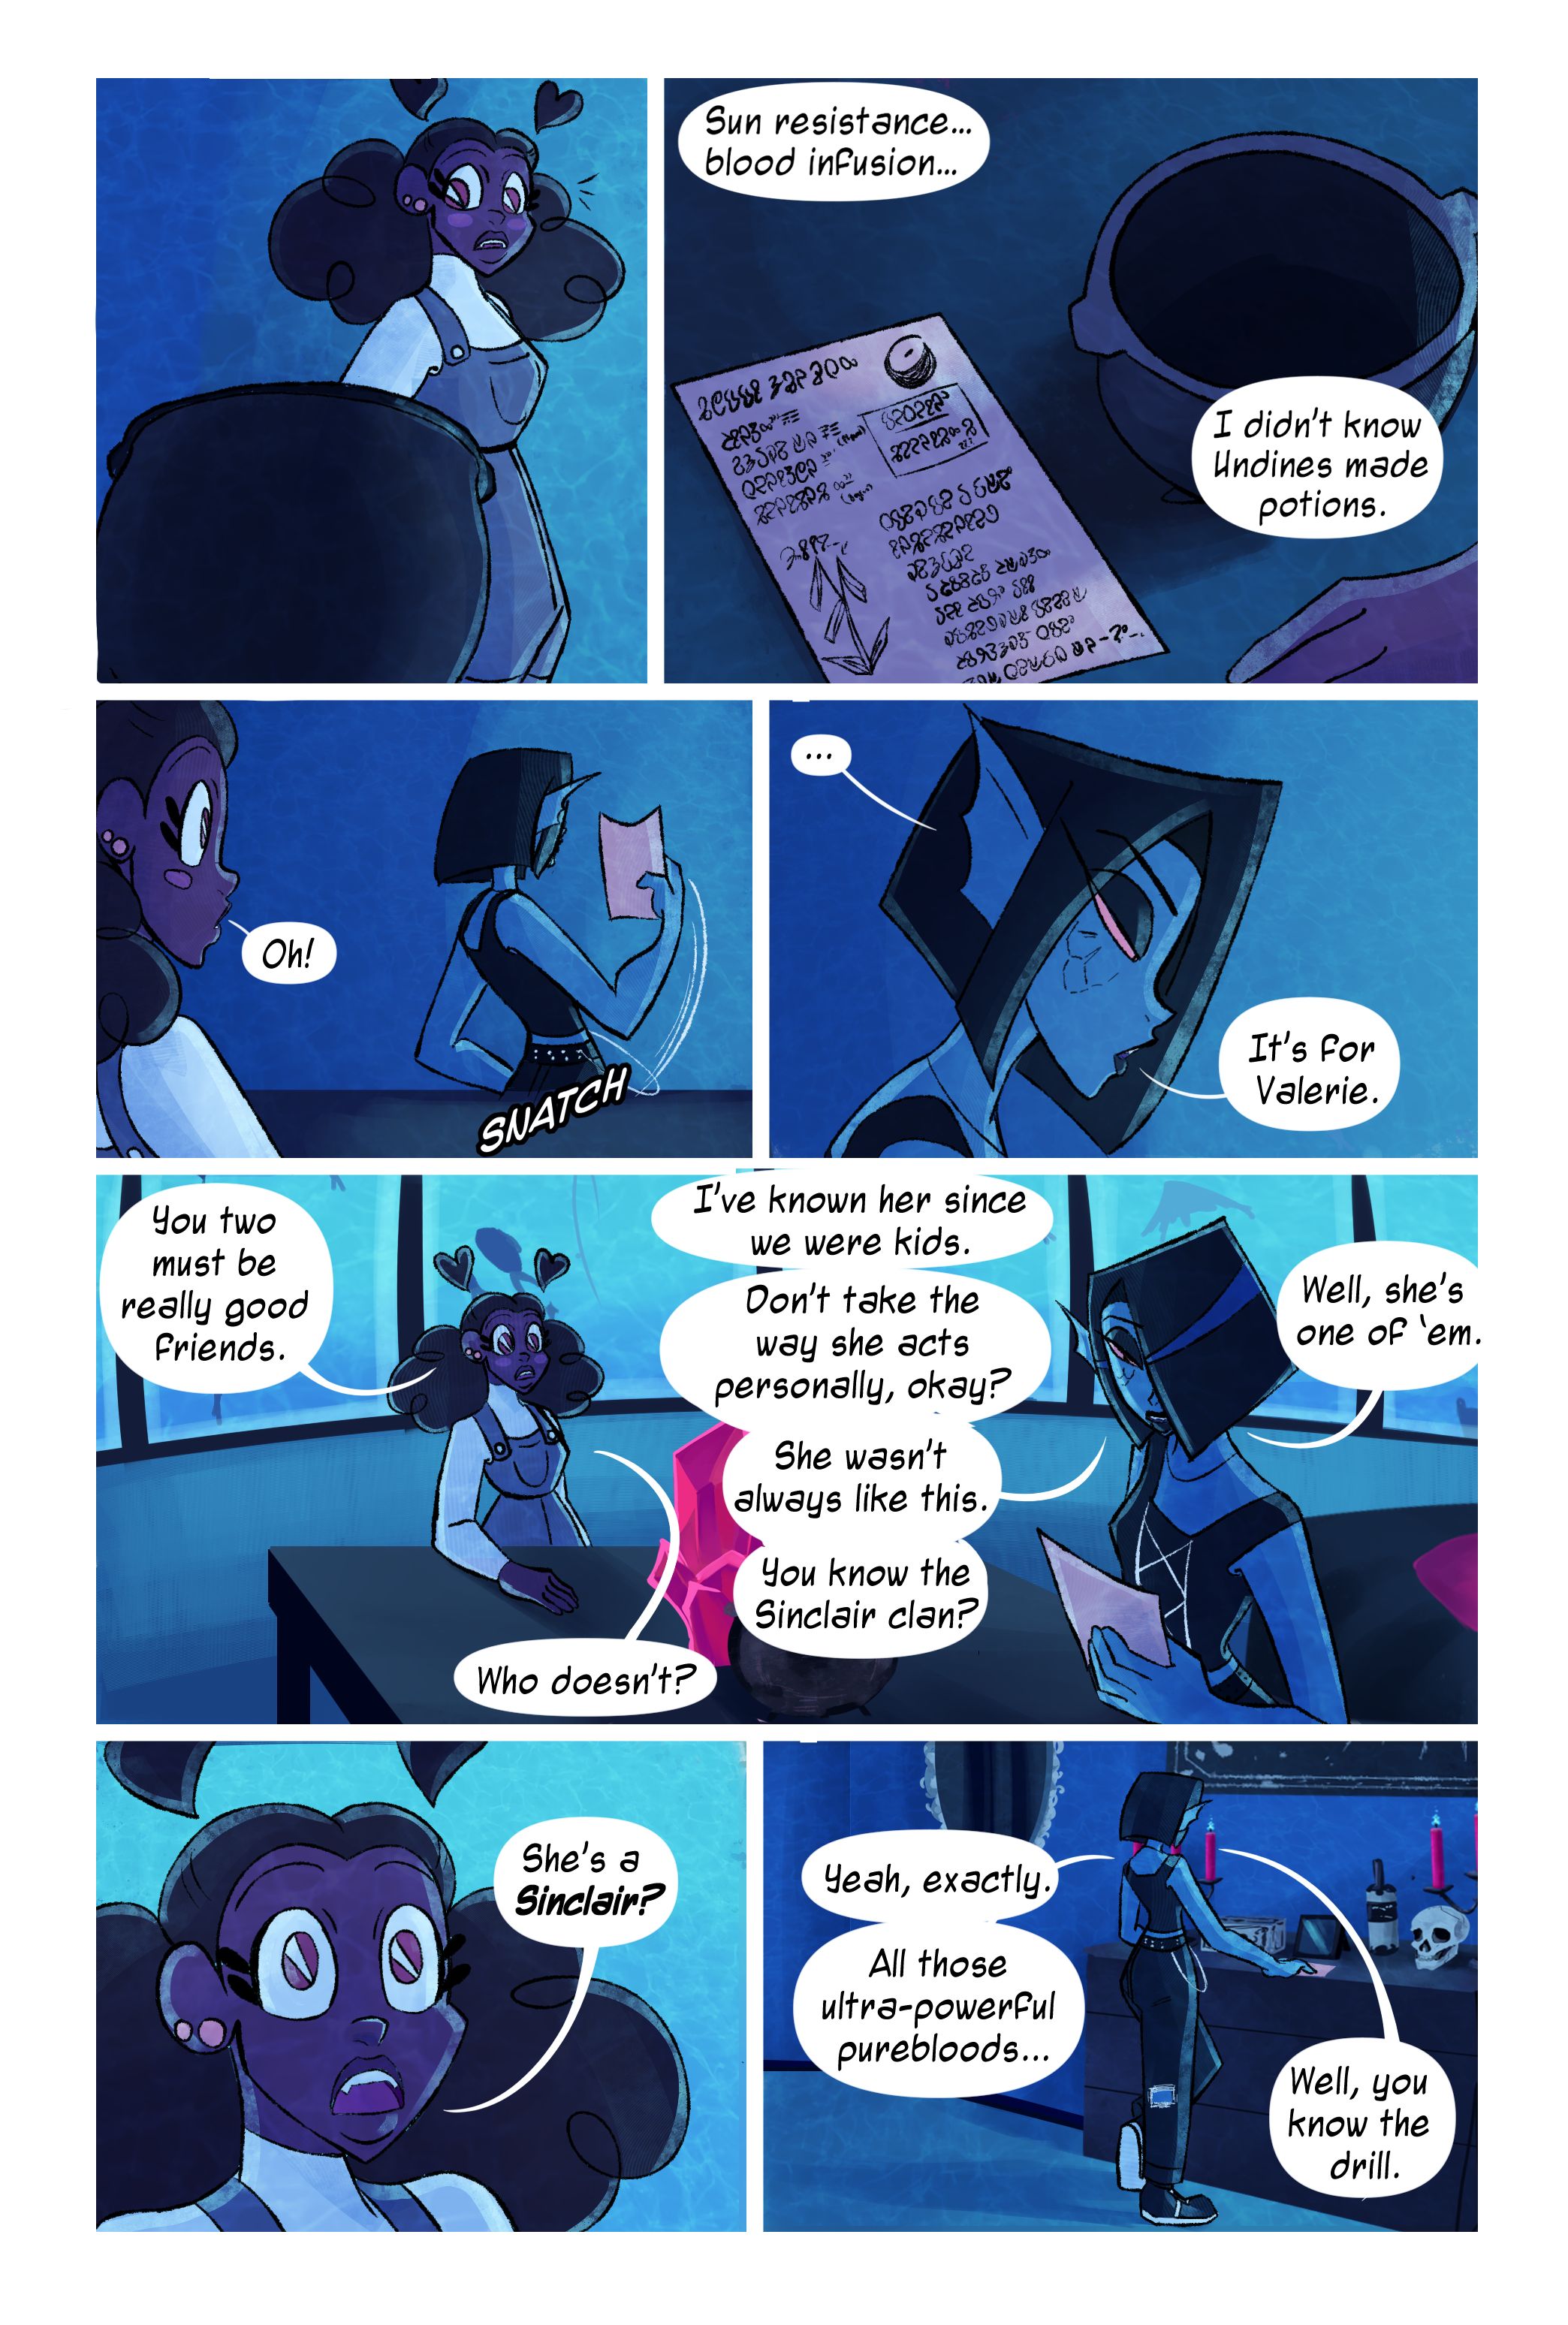 Sun resistance...
blood infusion...
I didn't know
Undines made
potions.
Oh!
SNATCH
...
It's for
Valerie.
You two
must be
really good
friends.
I've known her since
we were kids.
Don't take the
way she acts
personally, okay?
She wasn't
always like this.
You know the
Sinclair clan?
Well, she's
one of 'em.
Who doesn't?
She's a
Sinclair?
Yeah, exactly.
All those
ultra-powerful
purebloods...
Well, you
know the
drill.